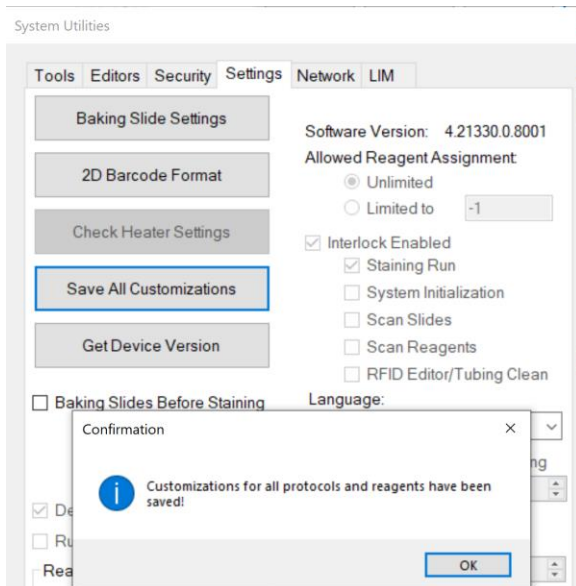 System Utilities
Tools Editors Security Settings Network LIM
Baking Slide Settings
2D Barcode Format
Check Heater Settings
Save All Customizations
Get Device Version
Baking Slides Before Staining
Software Version: 4.21330.0.8001
Allowed Reagent Assignment:
Unlimited
Limited to -1
Interlock Enabled
Staining Run
System Initialization
Scan Slides
Scan Reagents
RFID Editor/Tubing Clean
Language:
Confirmation
Customizations for all protocols and reagents have been
saved!
OK